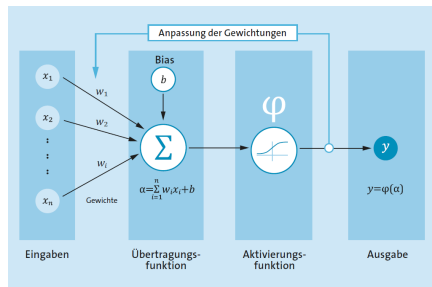 Anpassung der Gewichtungen
Bias
b
x₁
w₁
x₂
w₂
:
:
wᵢ
xₙ
Gewichte
Σ
α=Σⁿᵢ₌₁ wᵢxᵢ+b
φ
y
y=φ(α)
Eingaben
Übertragungs-
funktion
Aktivierungs-
funktion
Ausgabe